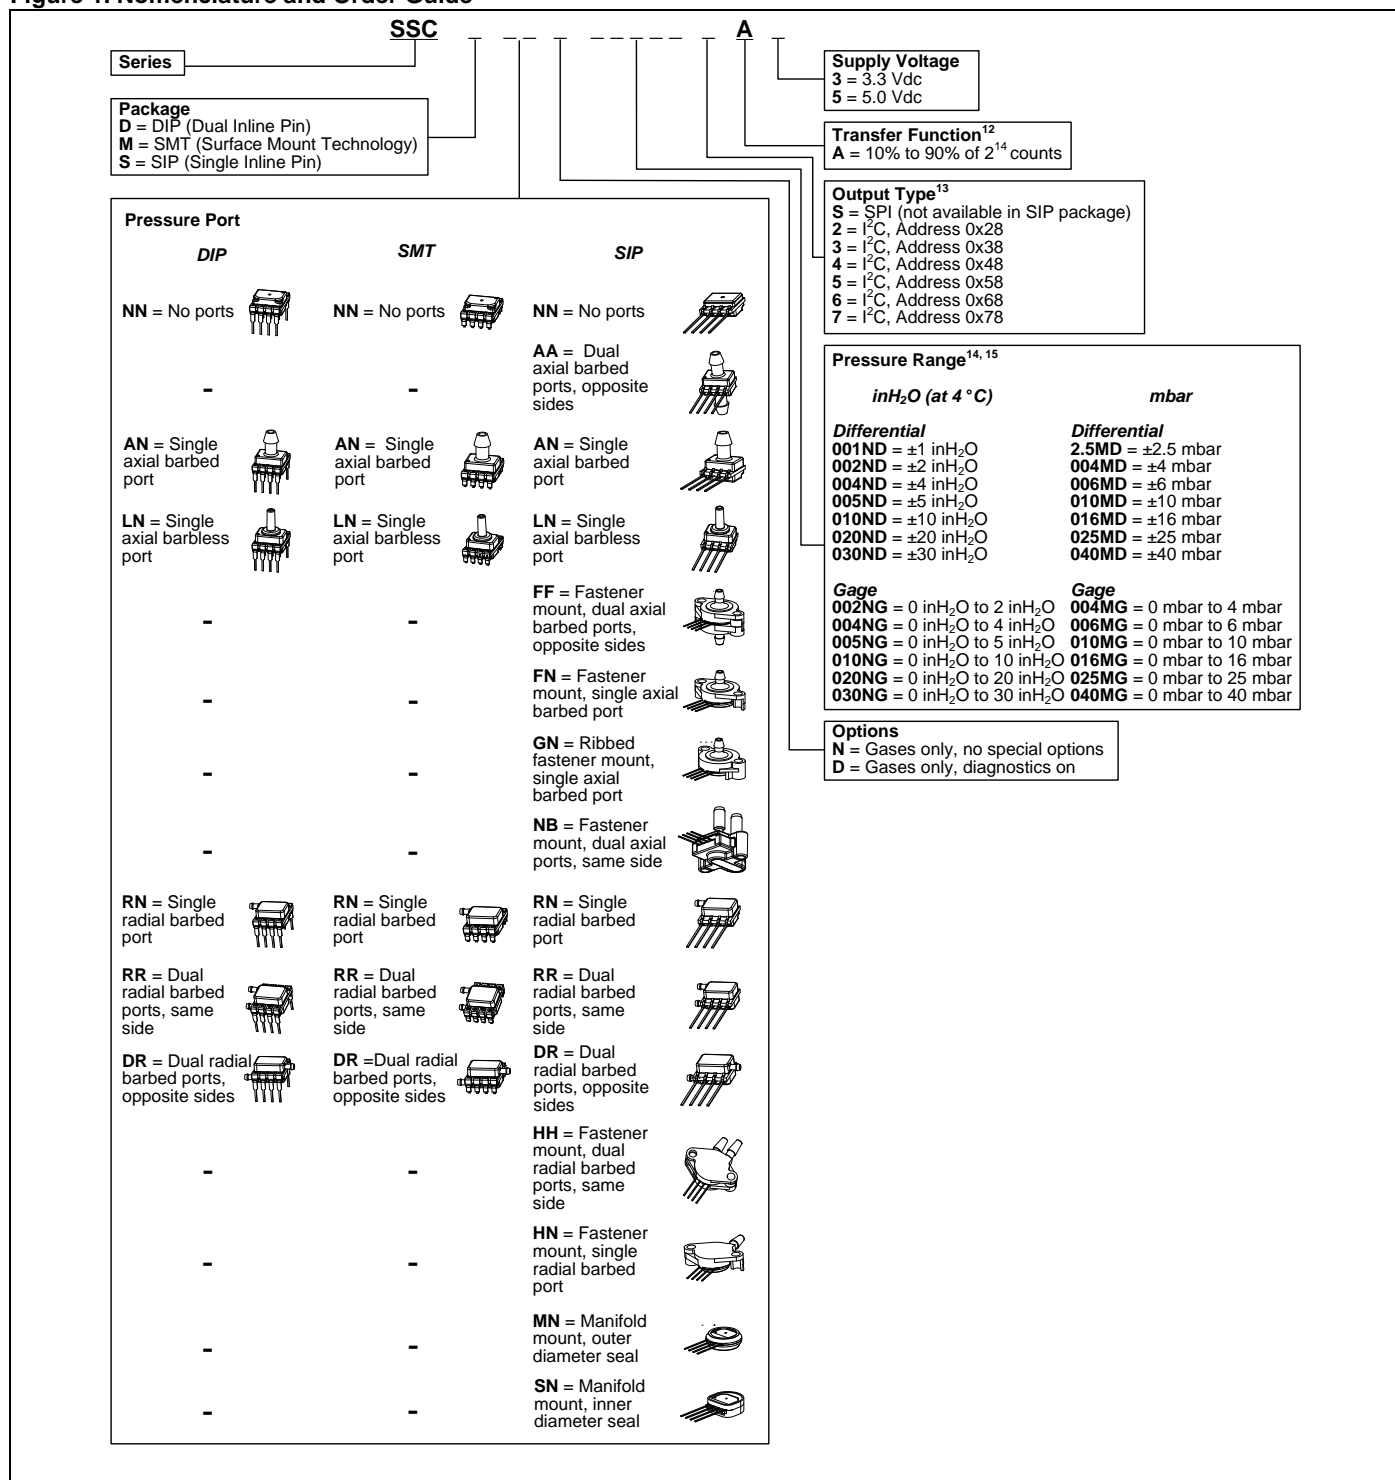 Figure 1. Nomenclature and Order Guide
SSC _ _ _ _ _ _ _ _ _ _ A _
Series
Package
D = DIP (Dual Inline Pin)
M = SMT (Surface Mount Technology)
S = SIP (Single Inline Pin)
Supply Voltage
3 = 3.3 Vdc
5 = 5.0 Vdc
Transfer Function12
A = 10% to 90% of 2^14 counts
Output Type13
S = SPI (not available in SIP package)
2 = I²C, Address 0x28
3 = I²C, Address 0x38
4 = I²C, Address 0x48
5 = I²C, Address 0x58
6 = I²C, Address 0x68
7 = I²C, Address 0x78
Pressure Range14, 15
inH₂O (at 4 °C) mbar
Differential Differential
001ND = ±1 inH₂O 2.5MD = ±2.5 mbar
002ND = ±2 inH₂O 004MD = ±4 mbar
004ND = ±4 inH₂O 006MD = ±6 mbar
005ND = ±5 inH₂O 010MD = ±10 mbar
010ND = ±10 inH₂O 016MD = ±16 mbar
020ND = ±20 inH₂O 025MD = ±25 mbar
030ND = ±30 inH₂O 040MD = ±40 mbar
Gage Gage
002NG = 0 inH₂O to 2 inH₂O 004MG = 0 mbar to 4 mbar
004NG = 0 inH₂O to 4 inH₂O 006MG = 0 mbar to 6 mbar
005NG = 0 inH₂O to 5 inH₂O 010MG = 0 mbar to 10 mbar
010NG = 0 inH₂O to 10 inH₂O 016MG = 0 mbar to 16 mbar
020NG = 0 inH₂O to 20 inH₂O 025MG = 0 mbar to 25 mbar
030NG = 0 inH₂O to 30 inH₂O 040MG = 0 mbar to 40 mbar
Options
N = Gases only, no special options
D = Gases only, diagnostics on
Pressure Port
DIP SMT SIP
NN = No ports NN = No ports NN = No ports
AA = Dual
axial barbed
- - ports, opposite
sides
AN = Single AN = Single AN = Single
axial barbed axial barbed axial barbed
port port port
LN = Single LN = Single LN = Single
axial barbless axial barbless axial barbless
port port port
FF = Fastener
mount, dual axial
- - barbed ports,
opposite sides
FN = Fastener
- - mount, single axial
barbed port
GN = Ribbed
fastener mount,
- - single axial
barbed port
NB = Fastener
mount, dual axial
- - ports, same side
RN = Single RN = Single RN = Single
radial barbed radial barbed radial barbed
port port port
RR = Dual RR = Dual RR = Dual
radial barbed radial barbed radial barbed
ports, same ports, same ports, same
side side side
DR = Dual radial DR =Dual radial DR = Dual
barbed ports, barbed ports, radial barbed
opposite sides opposite sides ports, opposite
sides
HH = Fastener
mount, dual
- - radial barbed
ports, same
side
HN = Fastener
mount, single
- - radial barbed
port
MN = Manifold
mount, outer
- - diameter seal
SN = Manifold
mount, inner
- - diameter seal